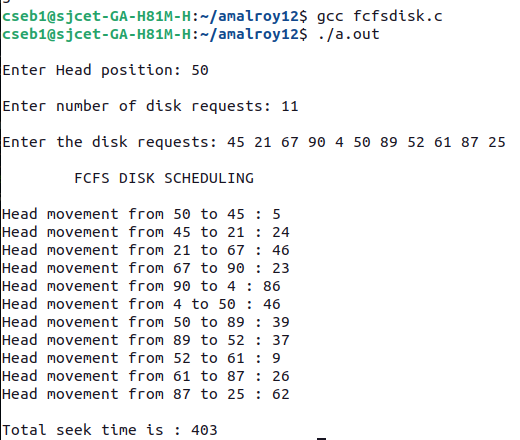 cseb1@sjcet-GA-H81M-H:~/amalroy12$ gcc fcfsdisk.c
cseb1@sjcet-GA-H81M-H:~/amalroy12$ ./a.out
Enter Head position: 50
Enter number of disk requests: 11
Enter the disk requests: 45 21 67 90 4 50 89 52 61 87 25
FCFS DISK SCHEDULING
Head movement from 50 to 45 : 5
Head movement from 45 to 21 : 24
Head movement from 21 to 67 : 46
Head movement from 67 to 90 : 23
Head movement from 90 to 4 : 86
Head movement from 4 to 50 : 46
Head movement from 50 to 89 : 39
Head movement from 89 to 52 : 37
Head movement from 52 to 61 : 9
Head movement from 61 to 87 : 26
Head movement from 87 to 25 : 62
Total seek time is : 403